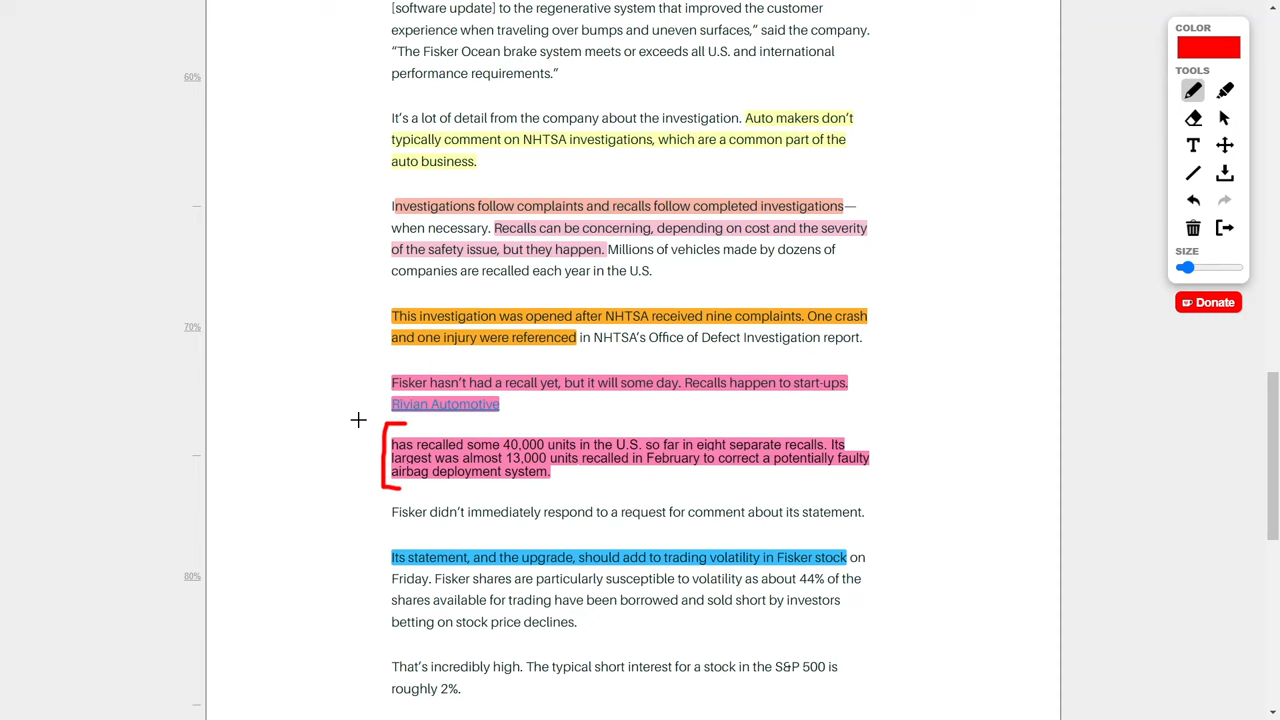 [software update] to the regenerative system that improved the customer
experience when traveling over bumps and uneven surfaces,” said the company.
“The Fisker Ocean brake system meets or exceeds all U.S. and international
performance requirements.”
It’s a lot of detail from the company about the investigation. Auto makers don’t
typically comment on NHTSA investigations, which are a common part of the
auto business.
Investigations follow complaints and recalls follow completed investigations—
when necessary. Recalls can be concerning, depending on cost and the severity
of the safety issue, but they happen. Millions of vehicles made by dozens of
companies are recalled each year in the U.S.
This investigation was opened after NHTSA received nine complaints. One crash
and one injury were referenced in NHTSA’s Office of Defect Investigation report.
Fisker hasn’t had a recall yet, but it will some day. Recalls happen to start-ups.
Rivian Automotive
has recalled some 40,000 units in the U.S. so far in eight separate recalls. Its
largest was almost 13,000 units recalled in February to correct a potentially faulty
airbag deployment system.
Fisker didn’t immediately respond to a request for comment about its statement.
Its statement, and the upgrade, should add to trading volatility in Fisker stock on
Friday. Fisker shares are particularly susceptible to volatility as about 44% of the
shares available for trading have been borrowed and sold short by investors
betting on stock price declines.
That’s incredibly high. The typical short interest for a stock in the S&P 500 is
roughly 2%.
60%
70%
80%
COLOR
TOOLS
T
SIZE
Donate